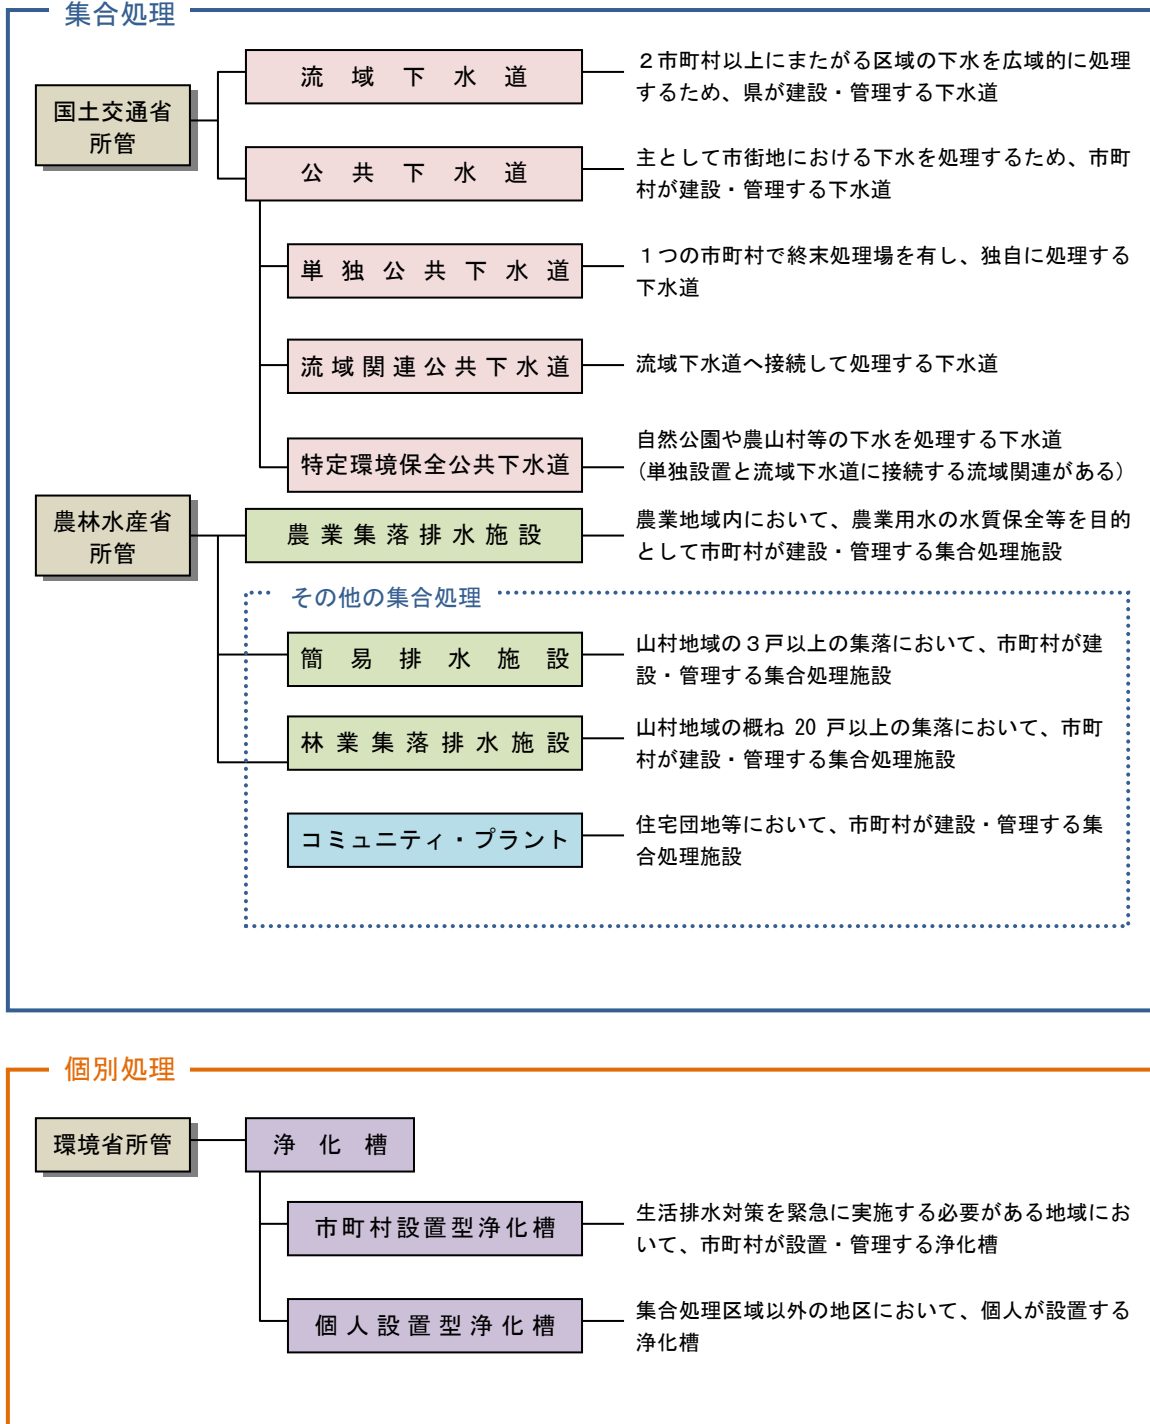 集合処理
国土交通省
所管
流域下水道
２市町村以上にまたがる区域の下水を広域的に処理
するため、県が建設・管理する下水道
公共下水道
主として市街地における下水を処理するため、市町
村が建設・管理する下水道
単独公共下水道
１つの市町村で終末処理場を有し、独自に処理する
下水道
流域関連公共下水道
流域下水道へ接続して処理する下水道
特定環境保全公共下水道
自然公園や農山村等の下水を処理する下水道
(単独設置と流域下水道に接続する流域関連がある)
農林水産省
所管
農業集落排水施設
農業地域内において、農業用水の水質保全等を目的
として市町村が建設・管理する集合処理施設
その他の集合処理
簡易排水施設
山村地域の３戸以上の集落において、市町村が建
設・管理する集合処理施設
林業集落排水施設
山村地域の概ね 20 戸以上の集落において、市町
村が建設・管理する集合処理施設
コミュニティ・プラント
住宅団地等において、市町村が建設・管理する集
合処理施設
個別処理
環境省所管
浄化槽
市町村設置型浄化槽
生活排水対策を緊急に実施する必要がある地域にお
いて、市町村が設置・管理する浄化槽
個人設置型浄化槽
集合処理区域以外の地区において、個人が設置する
浄化槽